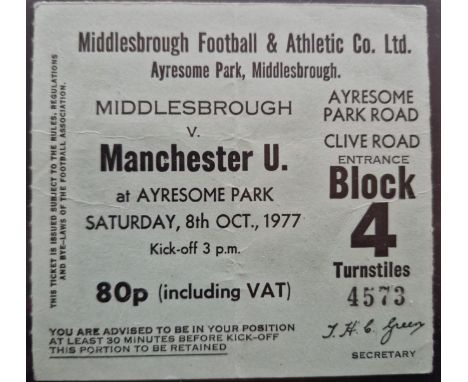 Middlesbrough Football & Athletic Co. Ltd.
Ayresome Park, Middlesbrough.
MIDDLESBROUGH
V.
Manchester U.
at AYRESOME PARK
SATURDAY, 8th OCT., 1977
Kick-off 3 p.m.
80p (including VAT)
YOU ARE ADVISED TO BE IN YOUR POSITION
AT LEAST 30 MINUTES BEFORE KICK-OFF
THIS PORTION TO BE RETAINED
AYRESOME
PARK ROAD
CLIVE ROAD
ENTRANCE
Block
4
Turnstiles
4573
T. H. C. Green
SECRETARY
THIS TICKET IS ISSUED SUBJECT TO THE RULES, REGULATIONS
AND BYE-LAWS OF THE FOOTBALL ASSOCIATION.